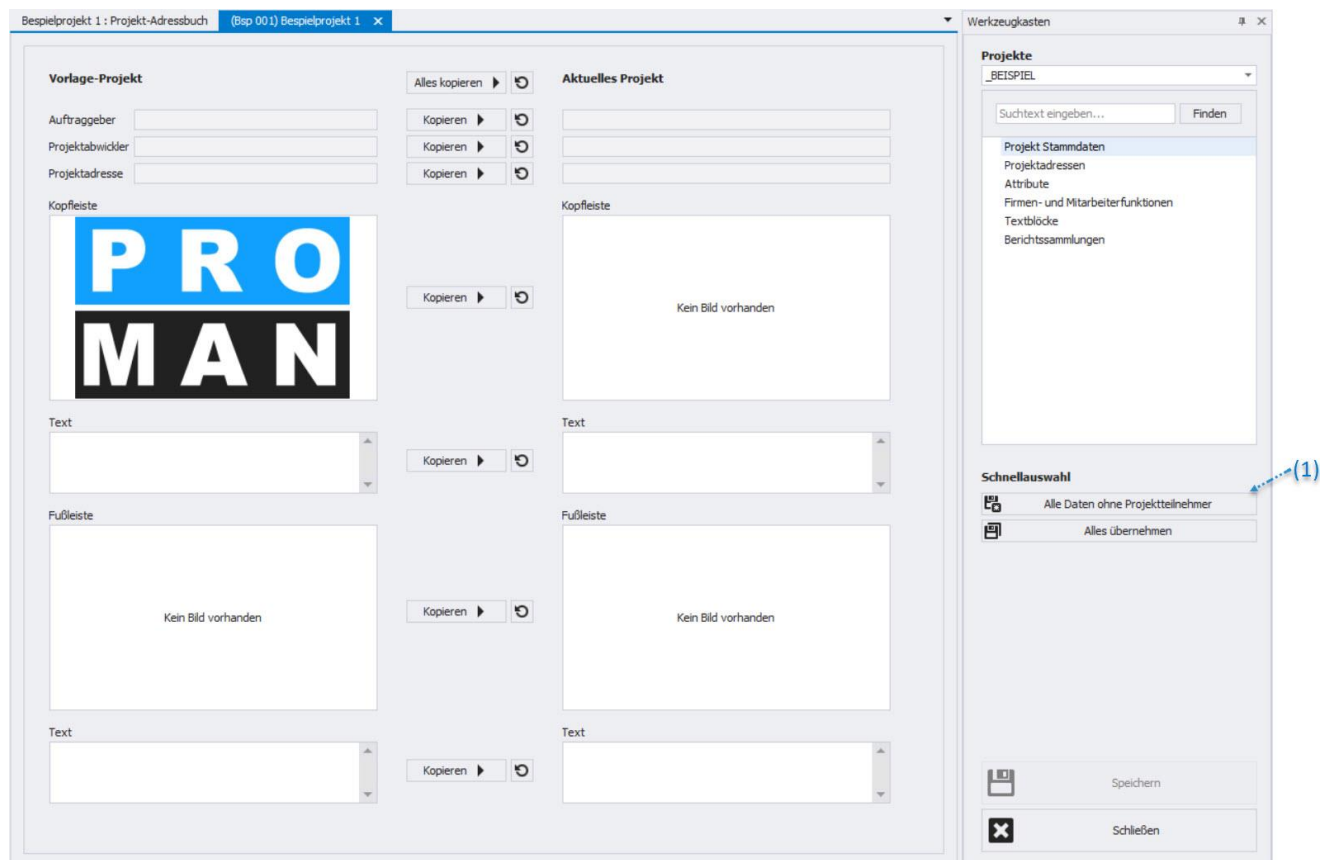 Bespielprojekt 1 : Projekt-Adressbuch
(Bsp 001) Bespielprojekt 1
Vorlage-Projekt
Alles kopieren
Aktuelles Projekt
Auftraggeber
Kopieren
Projektabwickler
Kopieren
Projektadresse
Kopieren
Kopfleiste
Kopfleiste
PRO
MAN
Kopieren
Kein Bild vorhanden
Text
Text
Kopieren
Fußleiste
Fußleiste
Kein Bild vorhanden
Kopieren
Kein Bild vorhanden
Text
Text
Kopieren
Werkzeugkasten
Projekte
_BEISPIEL
Suchtext eingeben...
Finden
Projekt Stammdaten
Projektadressen
Attribute
Firmen- und Mitarbeiterfunktionen
Textblöcke
Berichtssammlungen
Schnellauswahl
(1)
Alle Daten ohne Projektteilnehmer
Alles übernehmen
Speichern
Schließen